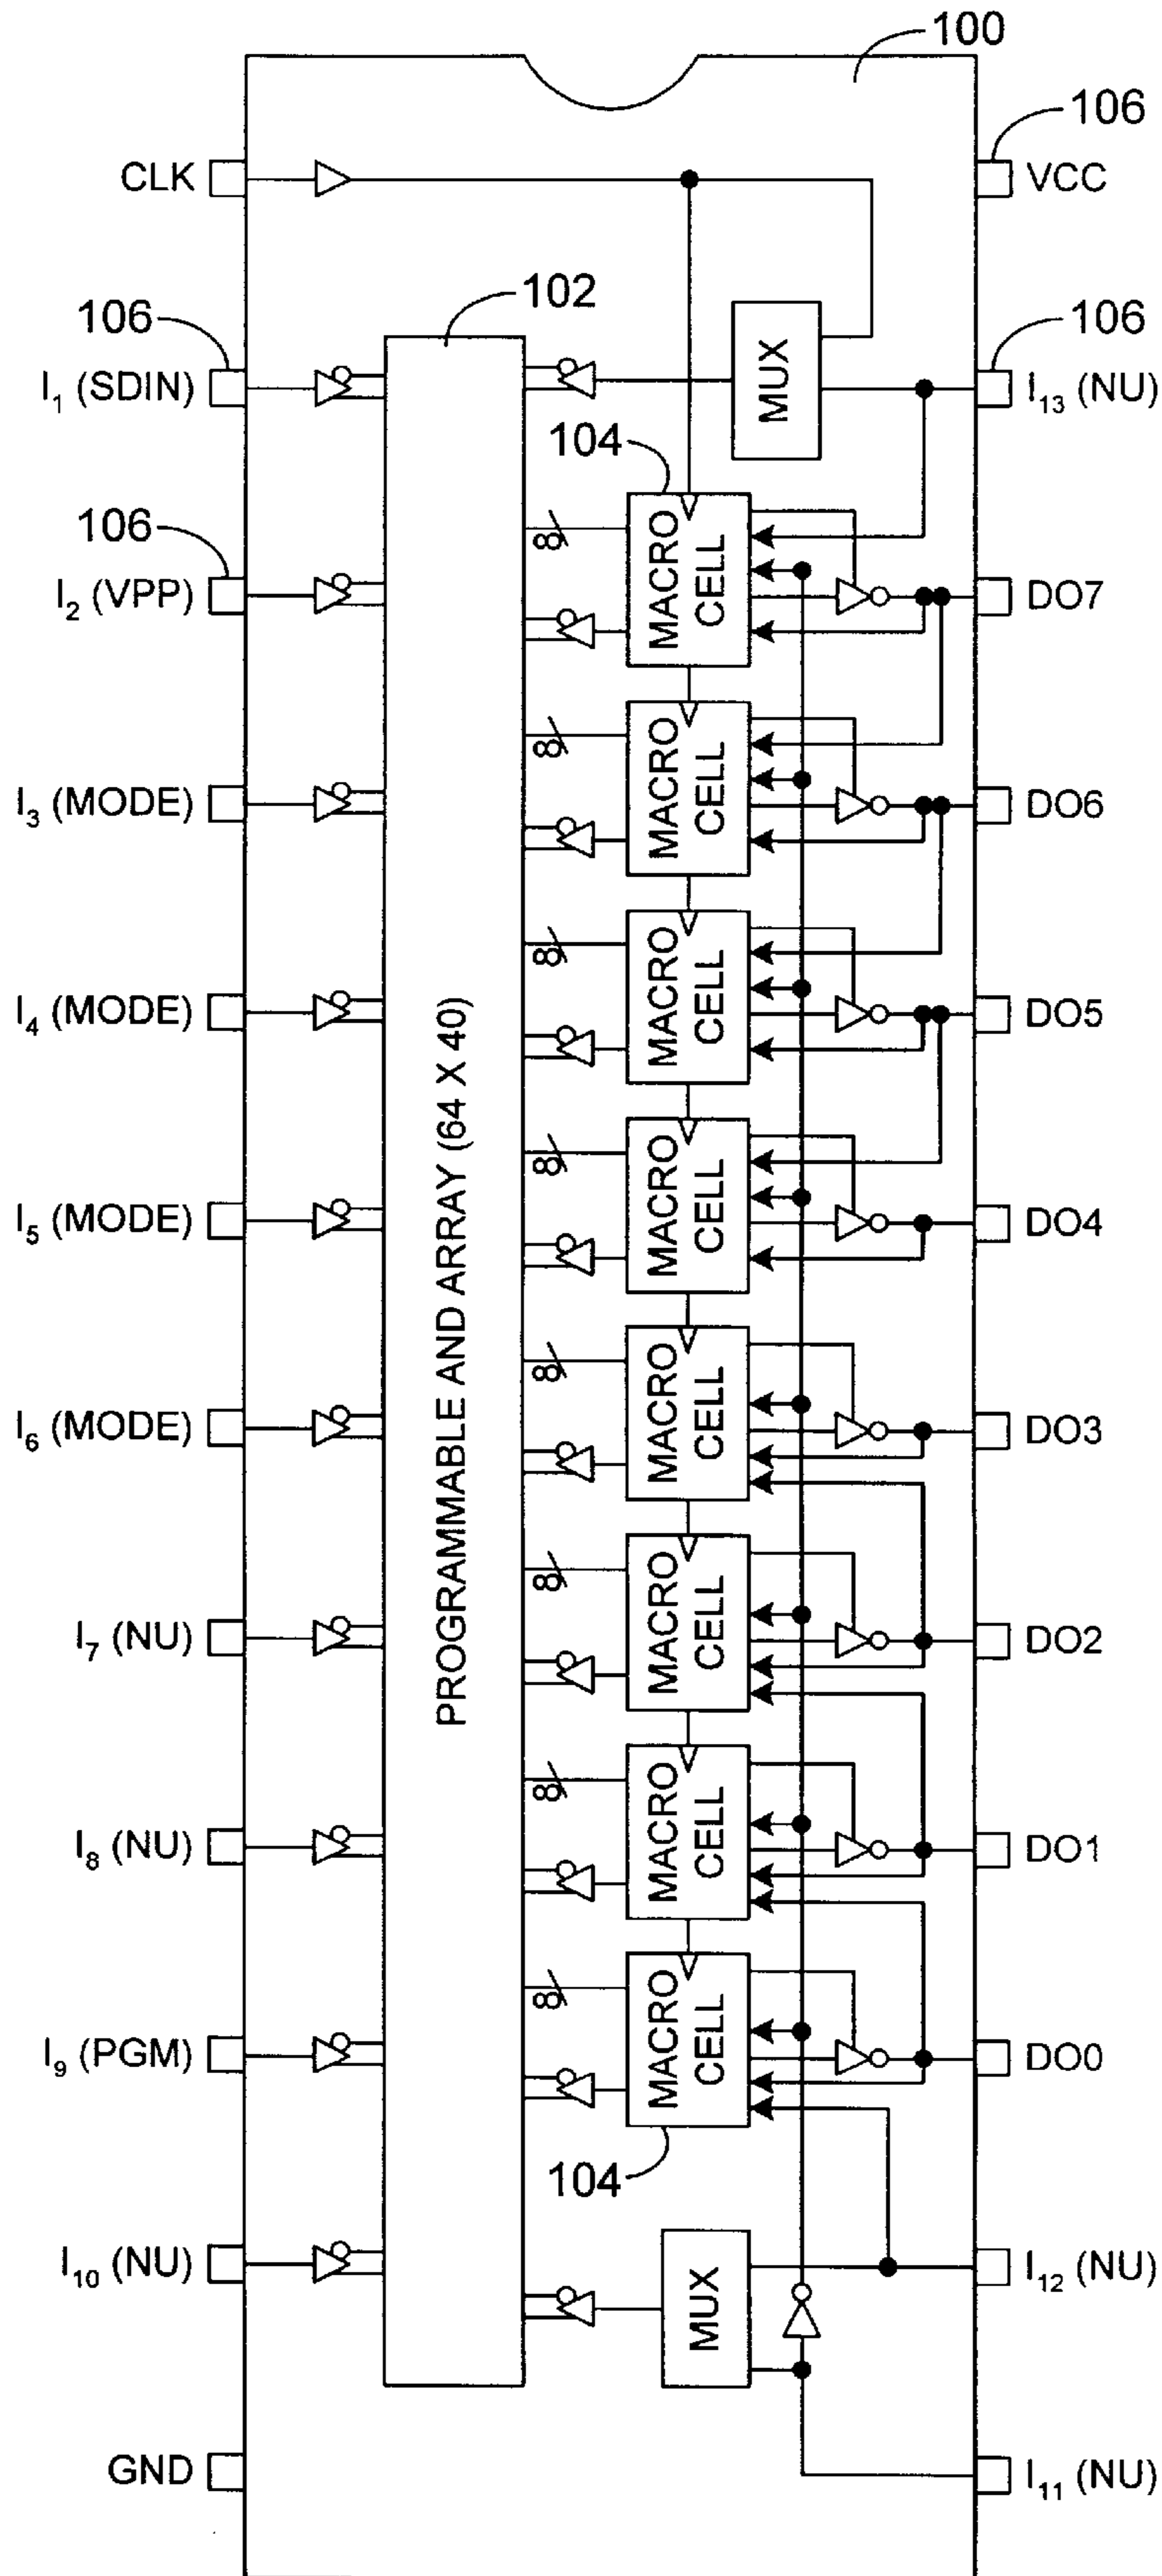 100
106
CLK
VCC
102
106
106
I₁ (SDIN)
MUX
I₁₃ (NU)
104
106
8
MACRO CELL
I₂ (VPP)
DO7
8
MACRO CELL
I₃ (MODE)
DO6
8
MACRO CELL
I₄ (MODE)
DO5
PROGRAMMABLE AND ARRAY (64 X 40)
8
MACRO CELL
I₅ (MODE)
DO4
8
MACRO CELL
I₆ (MODE)
DO3
8
MACRO CELL
I₇ (NU)
DO2
8
MACRO CELL
I₈ (NU)
DO1
8
MACRO CELL
I₉ (PGM)
DO0
104
I₁₀ (NU)
MUX
I₁₂ (NU)
GND
I₁₁ (NU)